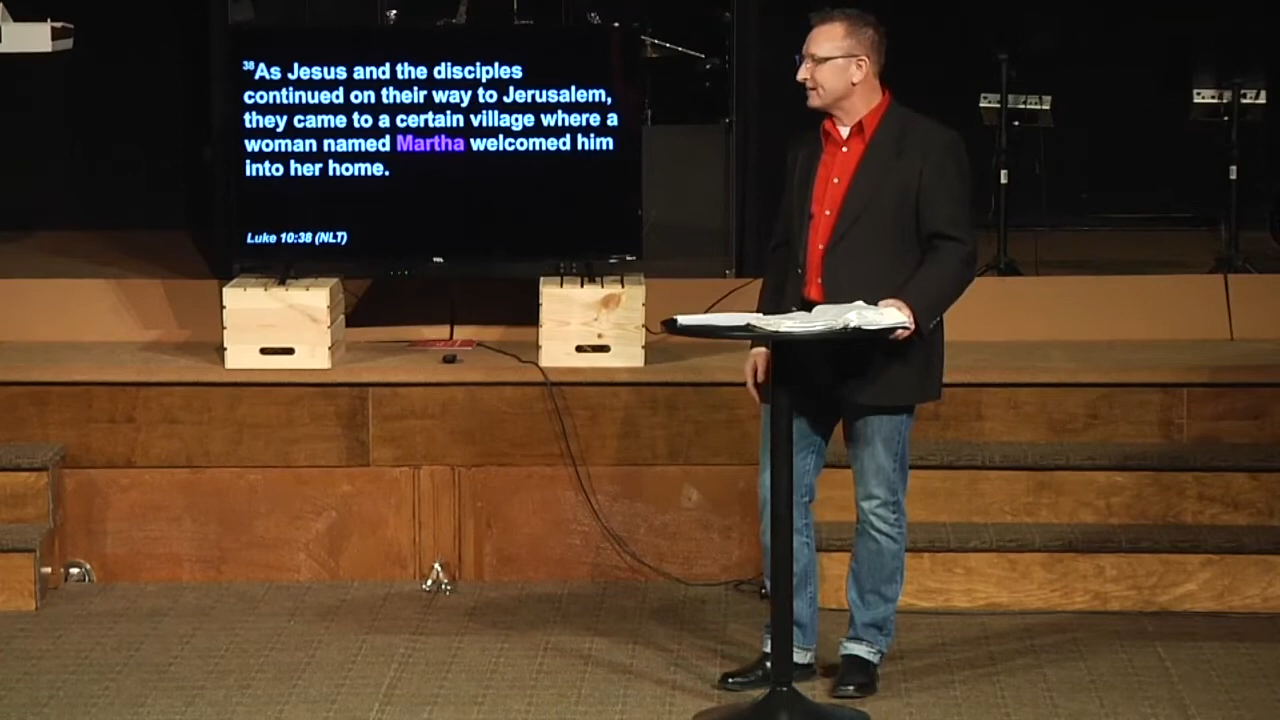 ³⁸As Jesus and the disciples
continued on their way to Jerusalem,
they came to a certain village where a
woman named Martha welcomed him
into her home.
Luke 10:38 (NLT)